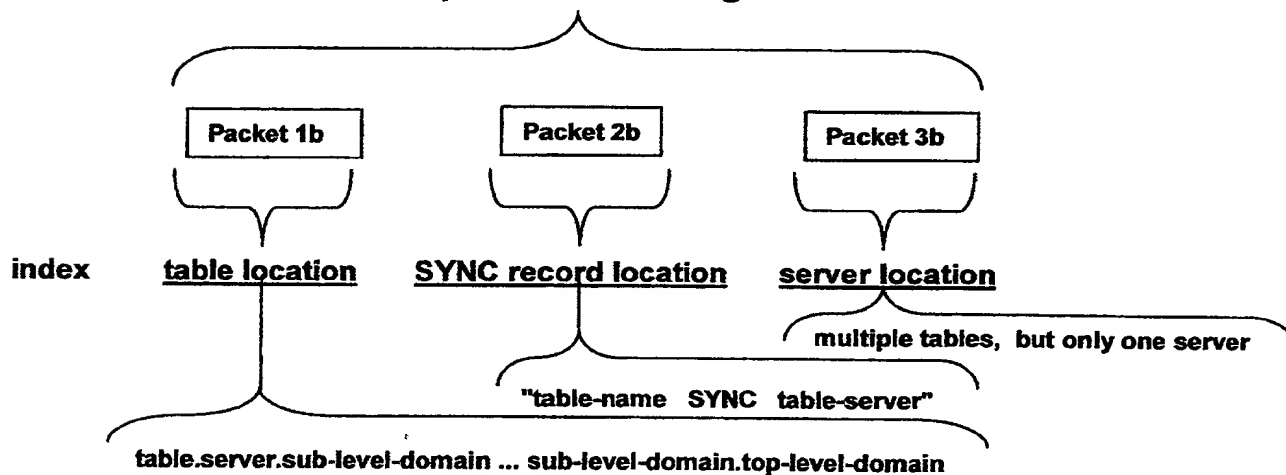 Packet 1b Packet 2b Packet 3b
index table location SYNC record location server location
multiple tables, but only one server
"table-name SYNC table-server"
table.server.sub-level-domain ... sub-level-domain.top-level-domain